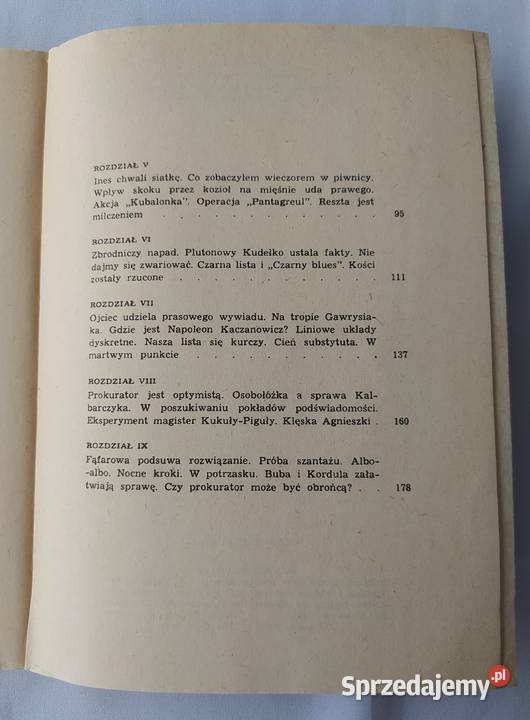 ROZDZIAŁ V
Ines chwali siatkę. Co zobaczyłem wieczorem w piwnicy.
Wpływ skoku przez kozioł na mięśnie uda prawego.
Akcja „Kubalonka". Operacja „Pantagreul". Reszta jest
milczeniem . . . . . . . . . . . . 95
ROZDZIAŁ VI
Zbrodniczy napad. Plutonowy Kudełko ustala fakty. Nie
dajmy się zwariować. Czarna lista i „Czarny blues". Kości
zostały rzucone . . . . . . . . . . . 111
ROZDZIAŁ VII
Ojciec udziela prasowego wywiadu. Na tropie Gawrysia-
ka. Gdzie jest Napoleon Kaczanowicz? Liniowe układy
dyskretne. Nasza lista się kurczy. Cień substytuta. W
martwym punkcie . . . . . . . . . . 137
ROZDZIAŁ VIII
Prokurator jest optymistą. Osobołóżka a sprawa Kal-
barczyka. W poszukiwaniu pokładów podświadomości.
Eksperyment magister Kukuły-Piguły. Klęska Agnieszki . 160
ROZDZIAŁ IX
Fąfarowa podsuwa rozwiązanie. Próba szantażu. Albo-
-albo. Nocne kroki. W potrzasku. Buba i Kordula zała-
twiają sprawę. Czy prokurator może być obrońcą? . . 178
Sprzedajemy.pl